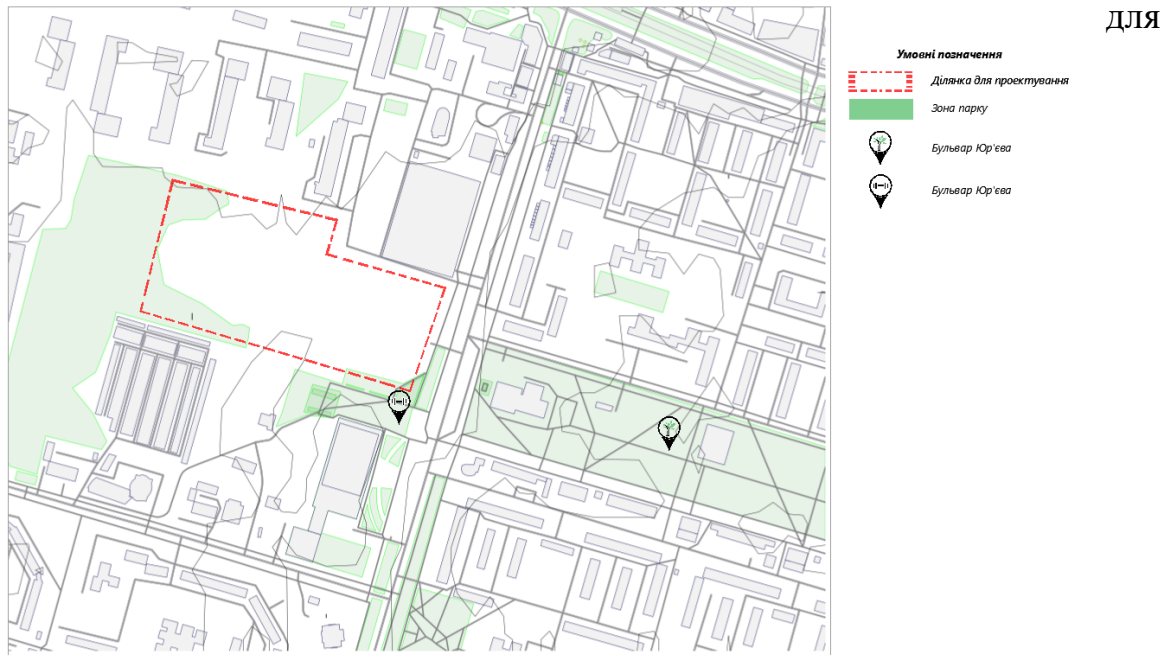 для
Умовні позначення
Ділянка для проектування
Зона парку
Бульвар Юр'єва
Бульвар Юр'єва